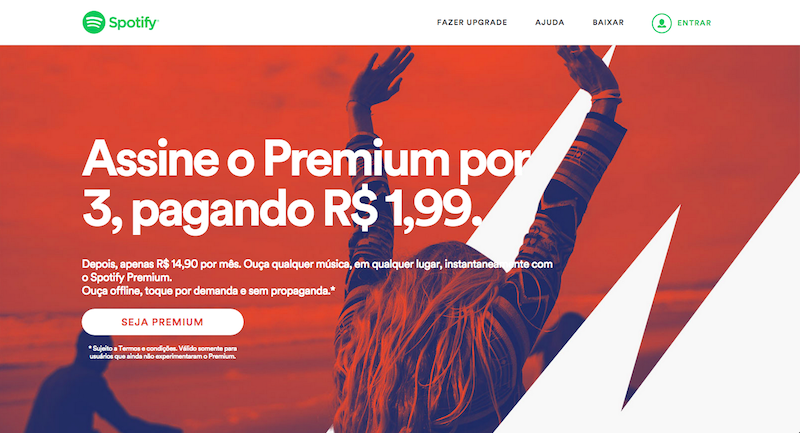 Spotify
FAZER UPGRADE
AJUDA
BAIXAR
ENTRAR
Assine o Premium por
3, pagando R$ 1,99.
Depois, apenas R$ 14,90 por mês. Ouça qualquer música, em qualquer lugar, instantaneamente com
o Spotify Premium.
Ouça offline, toque por demanda e sem propaganda.*
SEJA PREMIUM
* Sujeito a Termos e condições. Válido somente para
usuários que ainda não experimentaram o Premium.